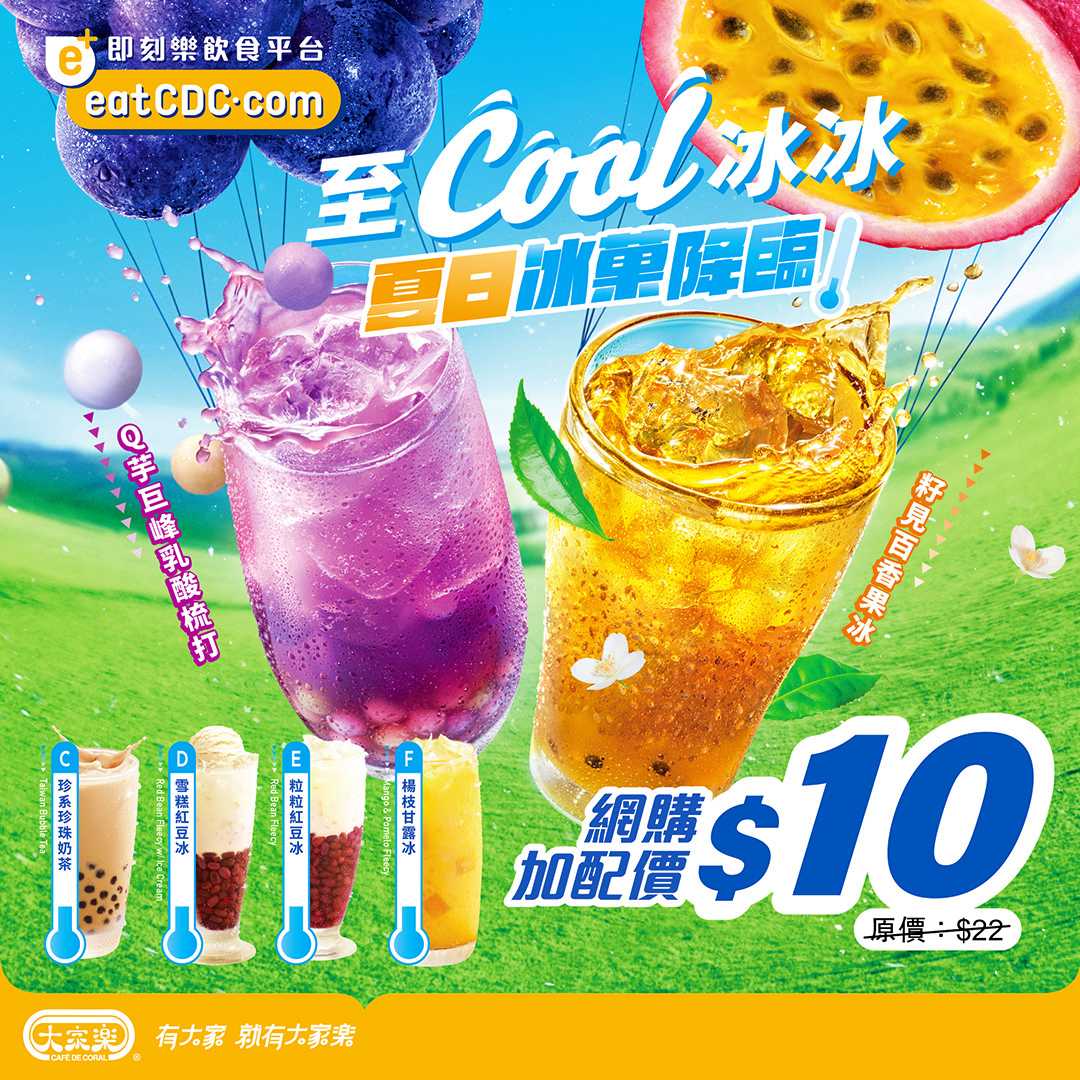 e+ 即刻樂飲食平台
eatCDC.com
至Cool冰冰
夏日冰菓降臨!
Q芋巨峰乳酸梳打
籽見百香果冰
C 珍系珍珠奶茶
Taiwan Bubble Tea
D 雪糕紅豆冰
Red Bean Fleecy w/ Ice Cream
E 粒粒紅豆冰
Red Bean Fleecy
F 楊枝甘露冰
Mango & Pomelo Fleecy
網購
加配價
$10
原價：$22
大家樂
CAFÉ DE CORAL
®
有大家 就有大家樂